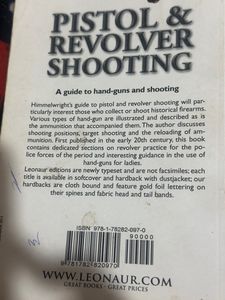 PISTOL &
REVOLVER
SHOOTING
A guide to hand-guns and shooting
Himmelwright's guide to pistol and revolver shooting will par-
ticularly interest those who collect or shoot historical firearms.
Various types of hand-gun are illustrated and described as is
the ammunition that accompanied them. The author discusses
shooting positions, target shooting and the reloading of am-
munition. First published in the early 20th century, this book
contains dedicated sections on revolver practice for the po-
lice forces of the period and interesting guidance in the use of
hand-guns for ladies.
Leonaur editions are newly typeset and are not facsimiles; each
title is available in softcover and hardback with dustjacket; our
hardbacks are cloth bound and feature gold foil lettering on
their spines and fabric head and tail bands.
ISBN 978-1-78282-097-0
90000
9 781782 820970
WWW.LEONAUR.COM
GREAT BOOKS - GREAT PRICES